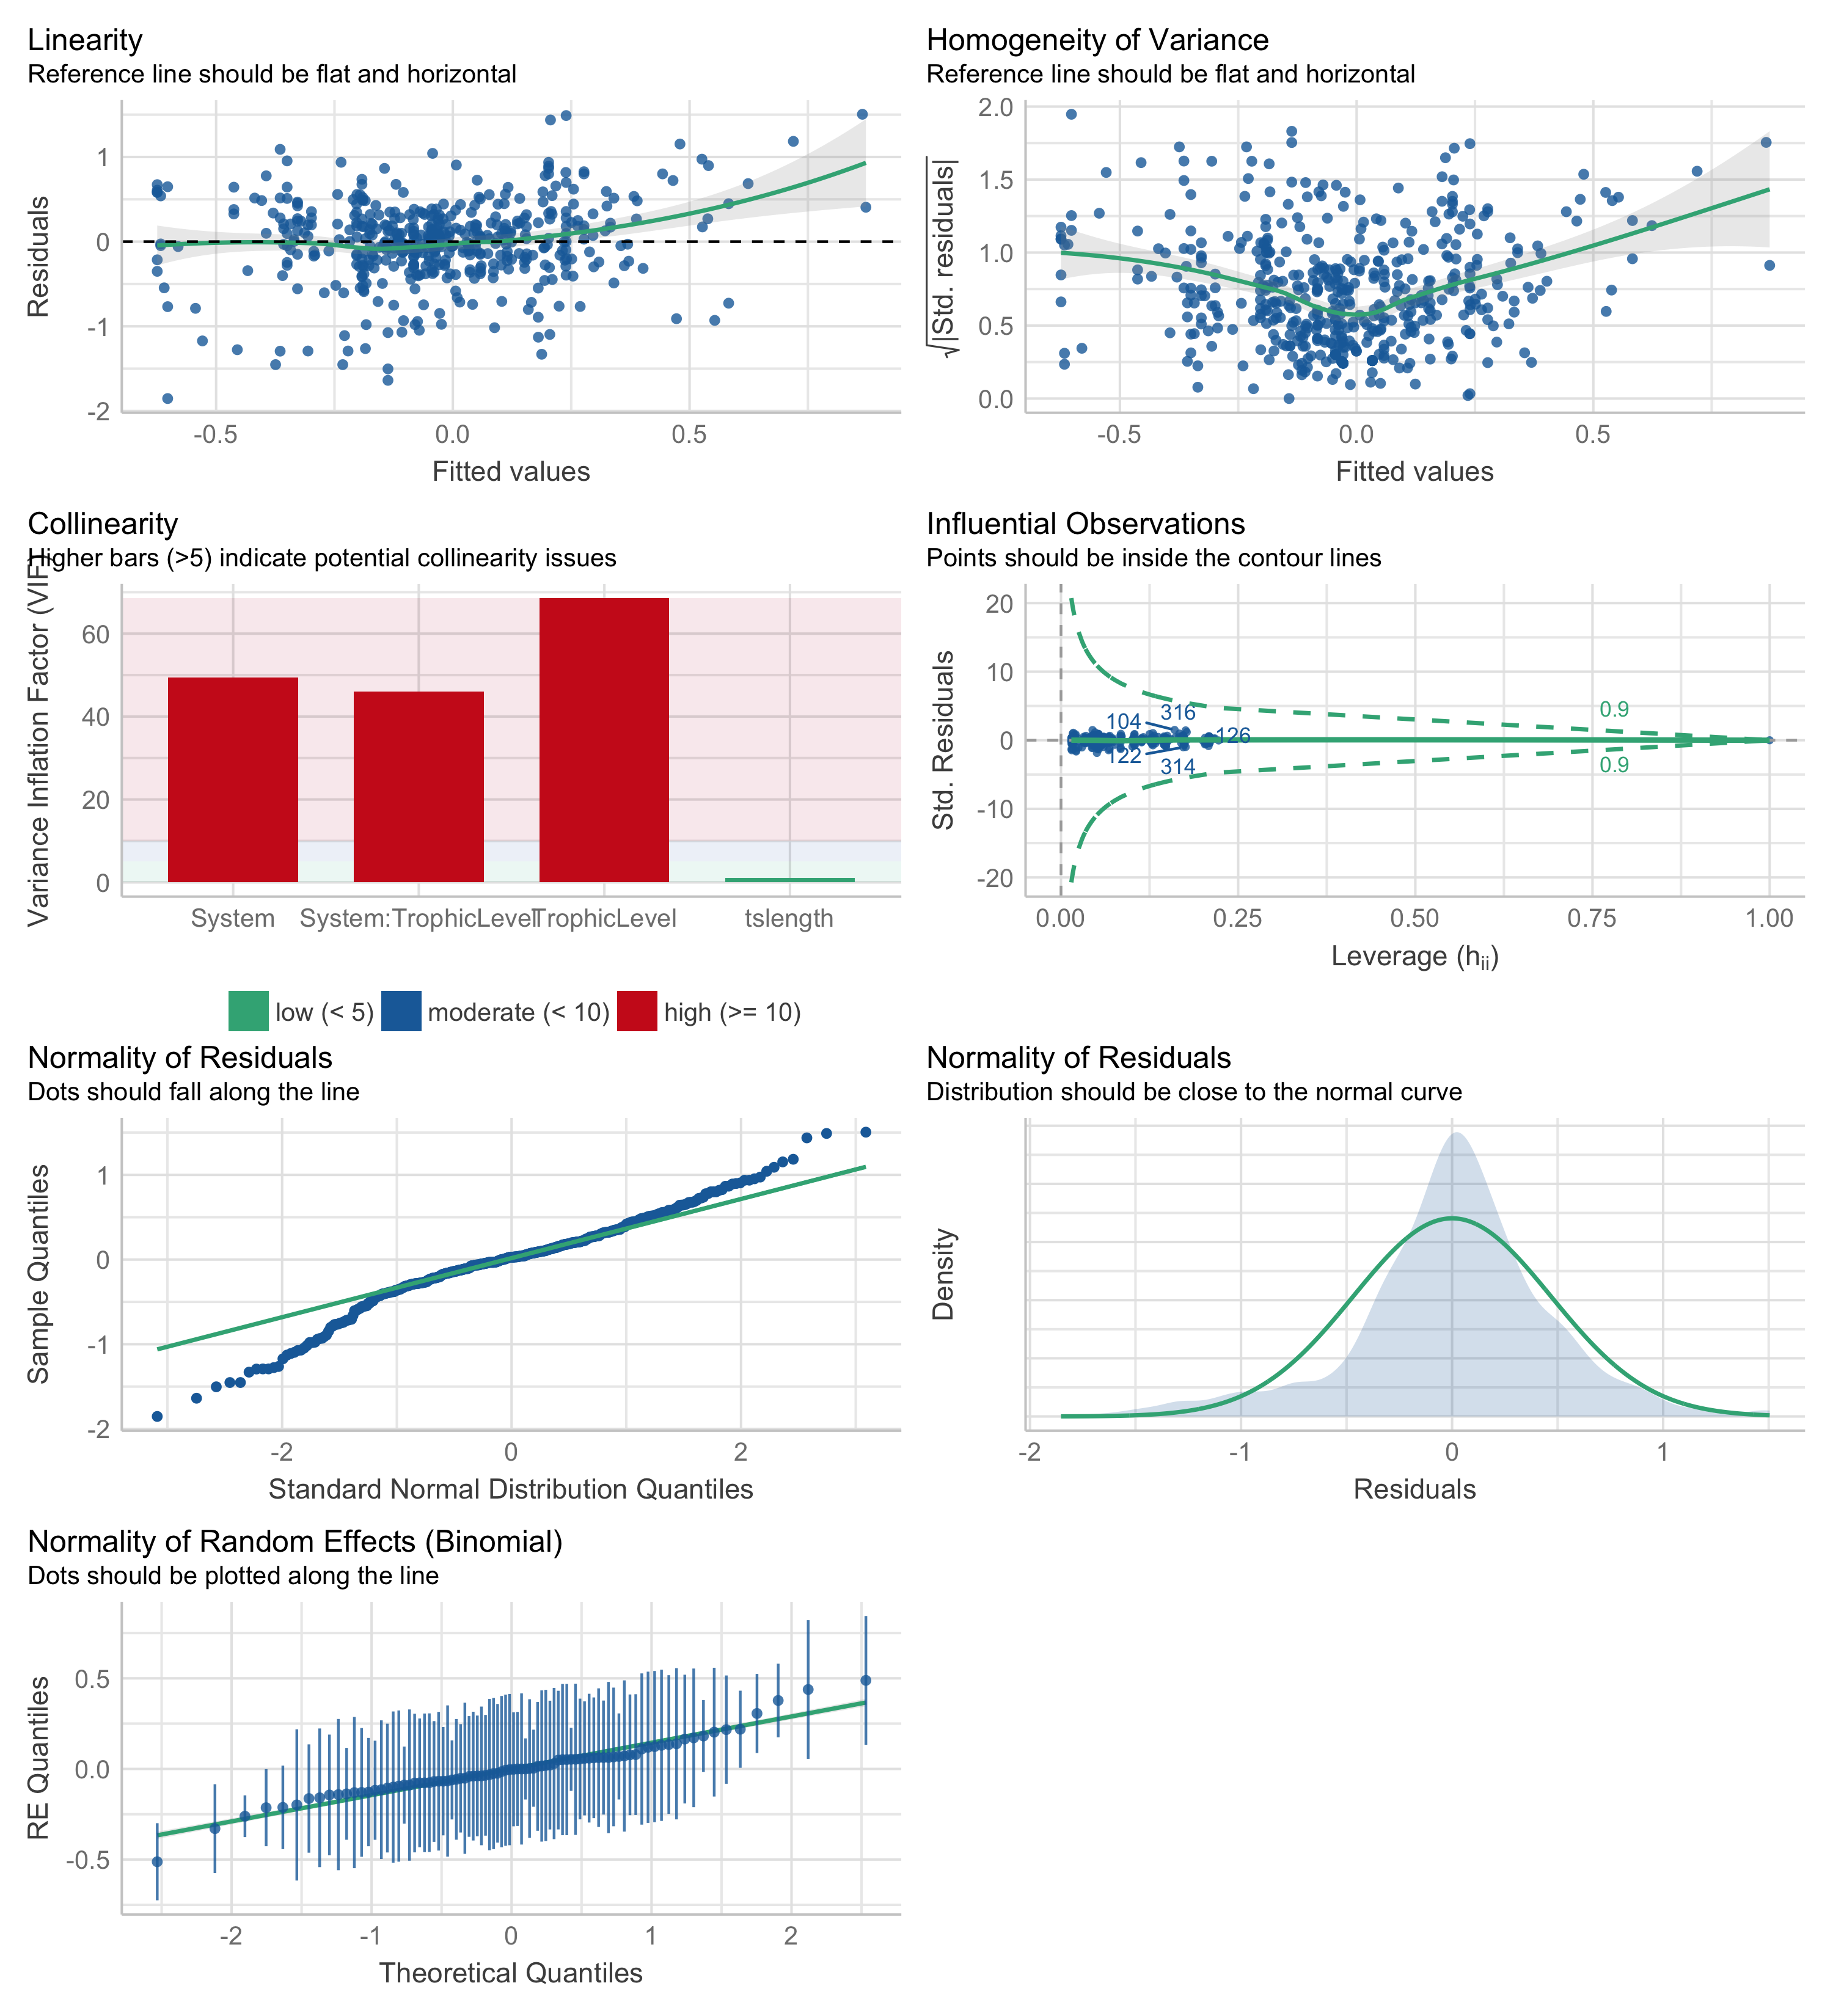 Linearity
Reference line should be flat and horizontal
Residuals
1
0
-1
-2
-0.5
0.0
0.5
Fitted values
Homogeneity of Variance
Reference line should be flat and horizontal
√|Std. residuals|
2.0
1.5
1.0
0.5
0.0
-0.5
0.0
0.5
Fitted values
Collinearity
Higher bars (>5) indicate potential collinearity issues
Variance Inflation Factor (VIF)
60
40
20
0
System
System:TrophicLevel
TrophicLevel
tslength
low (< 5)
moderate (< 10)
high (>= 10)
Influential Observations
Points should be inside the contour lines
Std. Residuals
20
10
0
-10
-20
104
316
126
122
314
0.9
0.9
0.00
0.25
0.50
0.75
1.00
Leverage (hii)
Normality of Residuals
Dots should fall along the line
Sample Quantiles
1
0
-1
-2
-2
0
2
Standard Normal Distribution Quantiles
Normality of Residuals
Distribution should be close to the normal curve
Density
-2
-1
0
1
Residuals
Normality of Random Effects (Binomial)
Dots should be plotted along the line
RE Quantiles
0.5
0.0
-0.5
-2
-1
0
1
2
Theoretical Quantiles